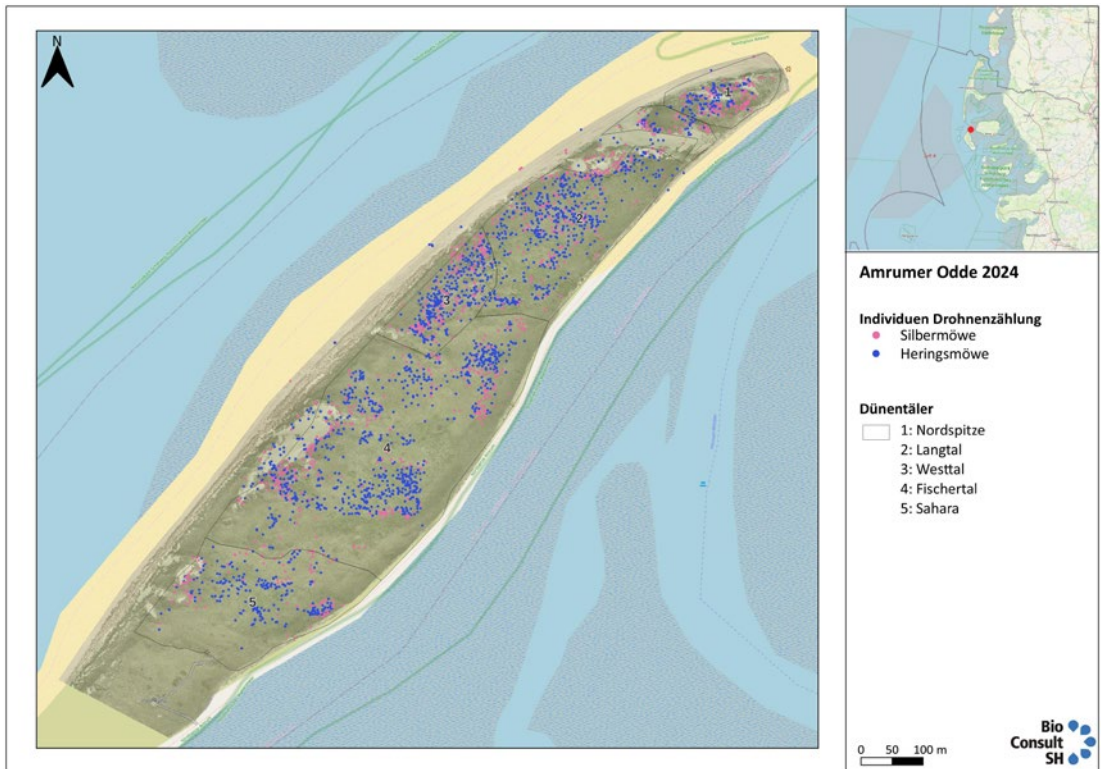 N
1
2
3
4
5
Amrumer Odde 2024
Individuen Drohnenzählung
Silbermöwe
Heringsmöwe
Dünentäler
1: Nordspitze
2: Langtal
3: Westtal
4: Fischertal
5: Sahara
0 50 100 m
Bio
Consult
SH